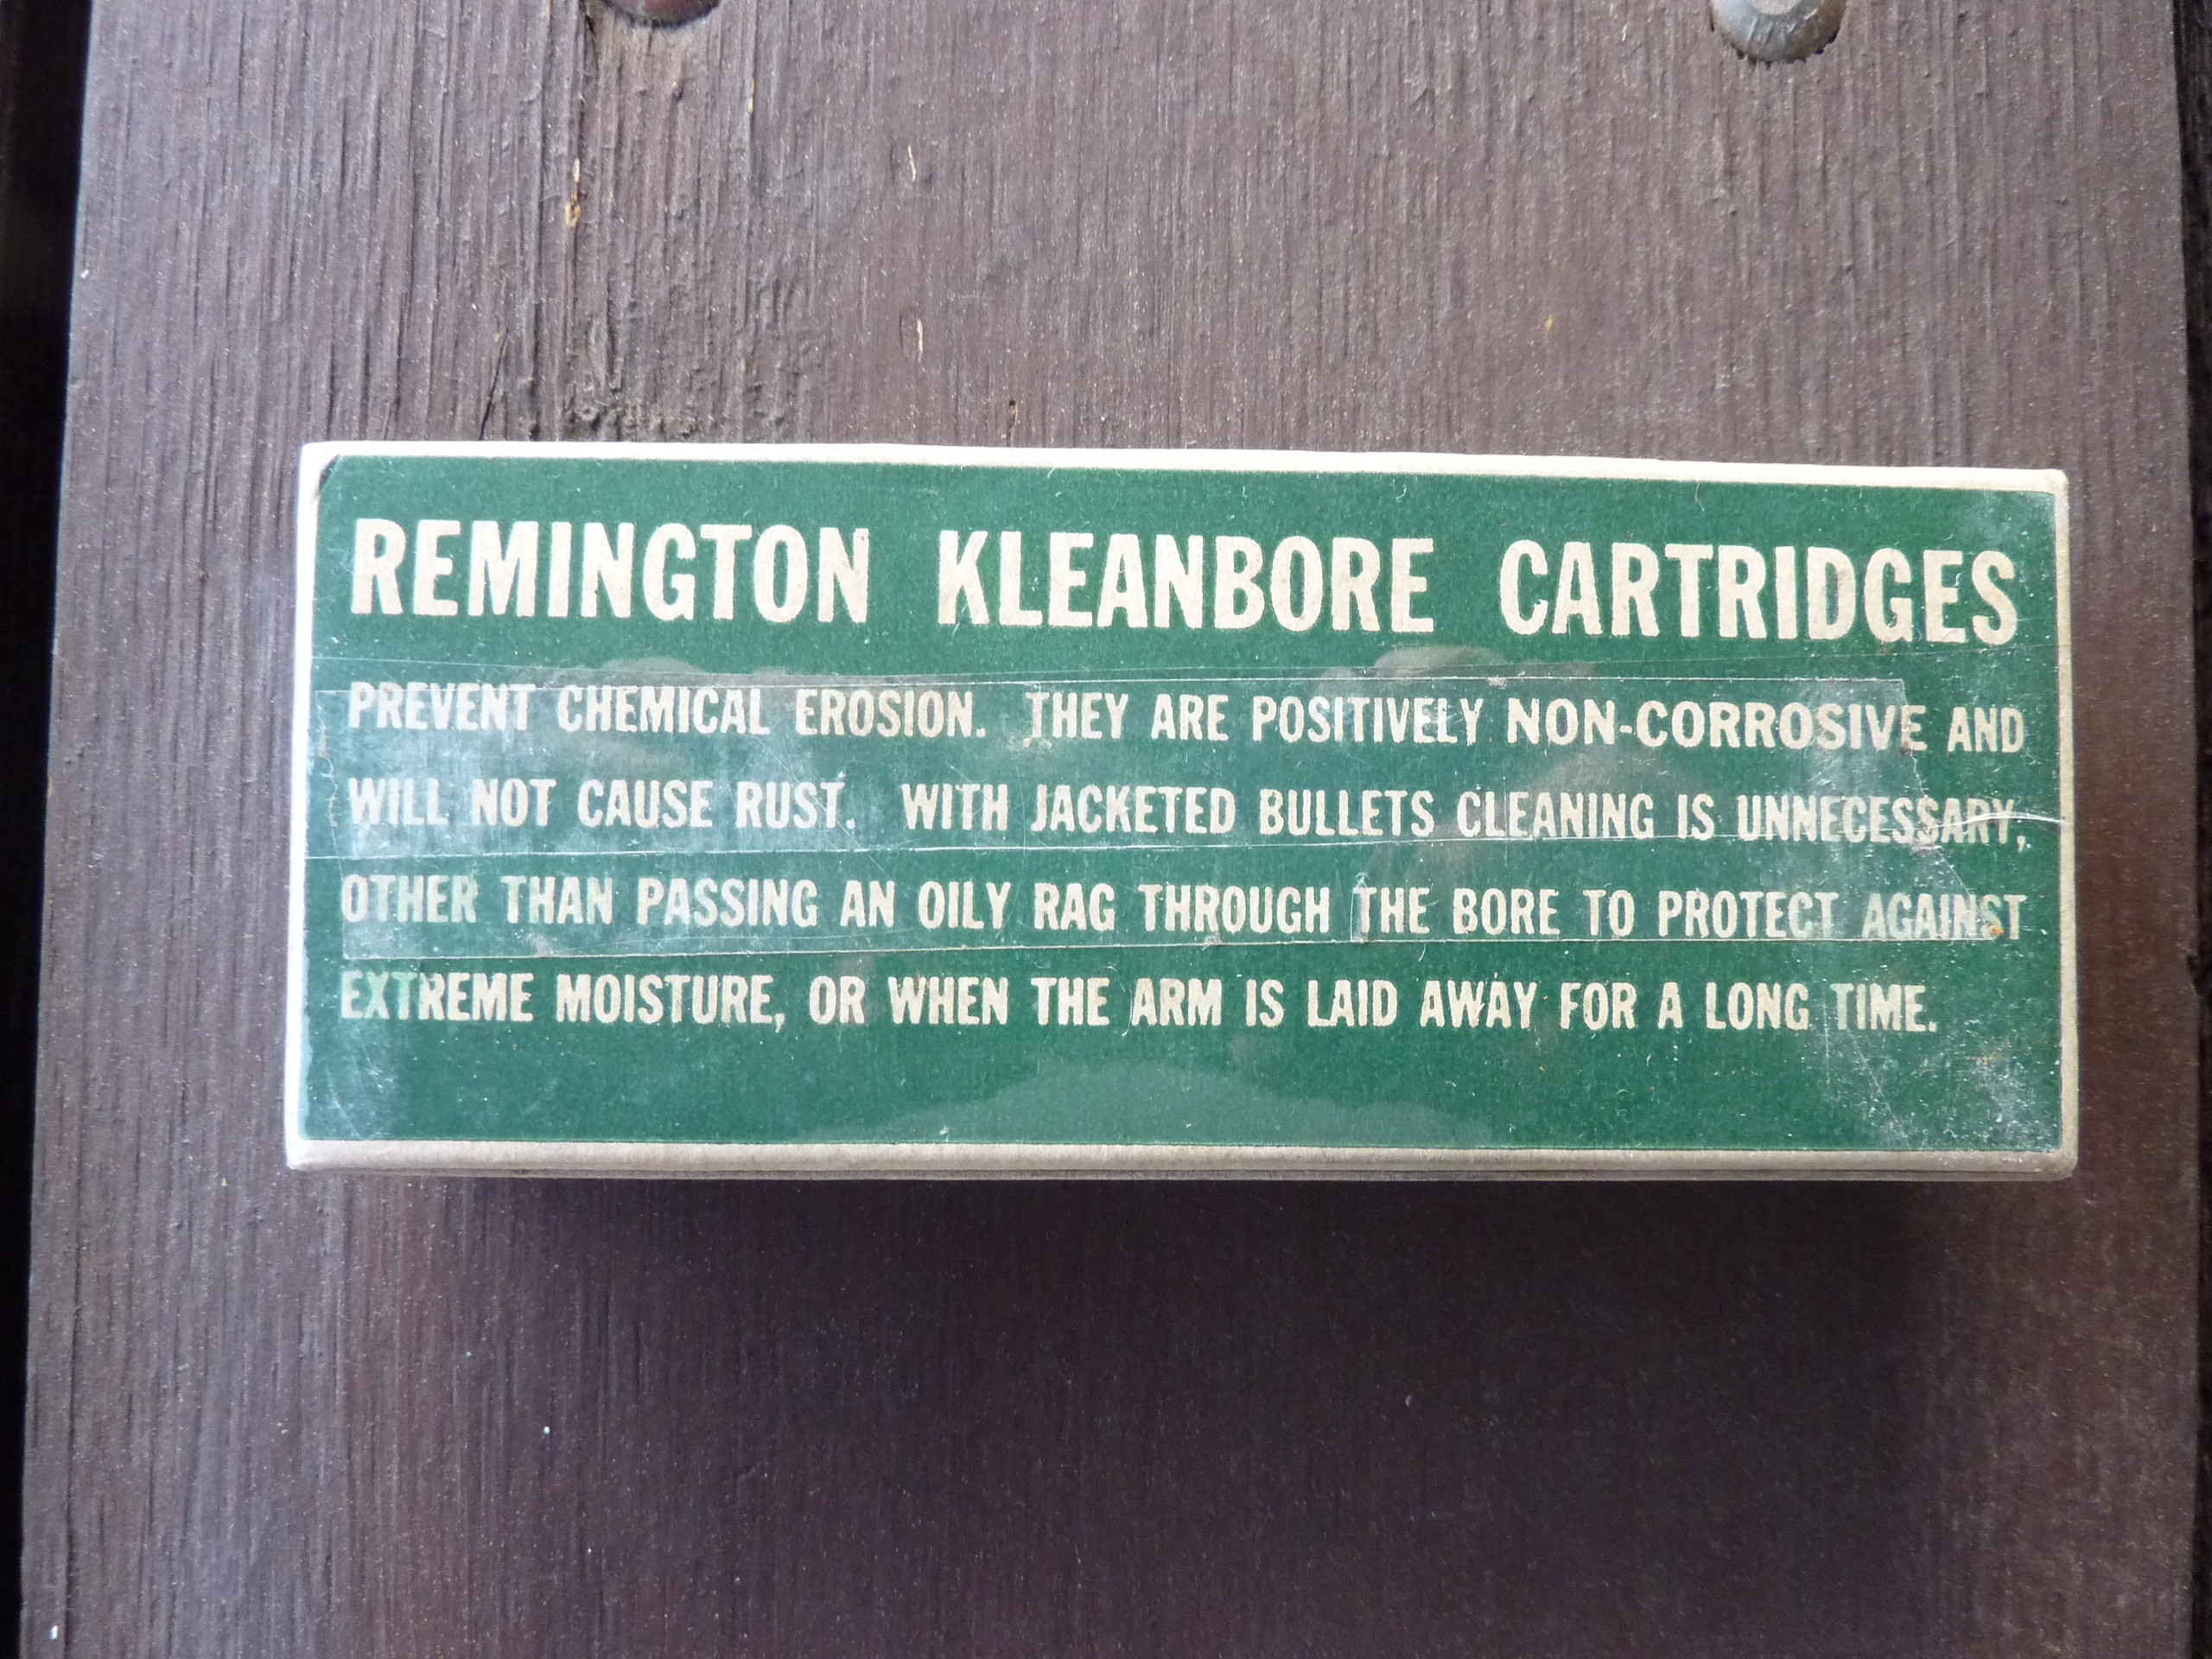 REMINGTON KLEANBORE CARTRIDGES
PREVENT CHEMICAL EROSION. THEY ARE POSITIVELY NON-CORROSIVE AND
WILL NOT CAUSE RUST. WITH JACKETED BULLETS CLEANING IS UNNECESSARY,
OTHER THAN PASSING AN OILY RAG THROUGH THE BORE TO PROTECT AGAINST
EXTREME MOISTURE, OR WHEN THE ARM IS LAID AWAY FOR A LONG TIME.